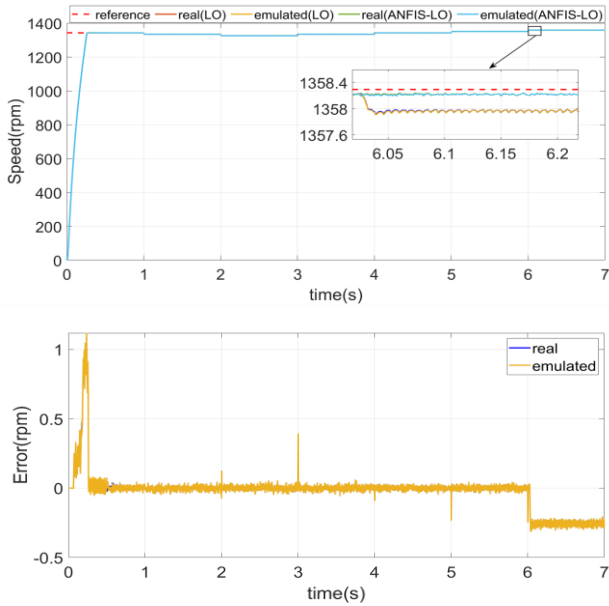 reference real(LO) emulated(LO) real(ANFIS-LO) emulated(ANFIS-LO)
1400
1200
1000
800
600
400
200
0
Speed(rpm)
1358.4
1358
1357.6
6.05 6.1 6.15 6.2
0 1 2 3 4 5 6 7
time(s)
real
emulated
1
0.5
0
-0.5
Error(rpm)
0 1 2 3 4 5 6 7
time(s)